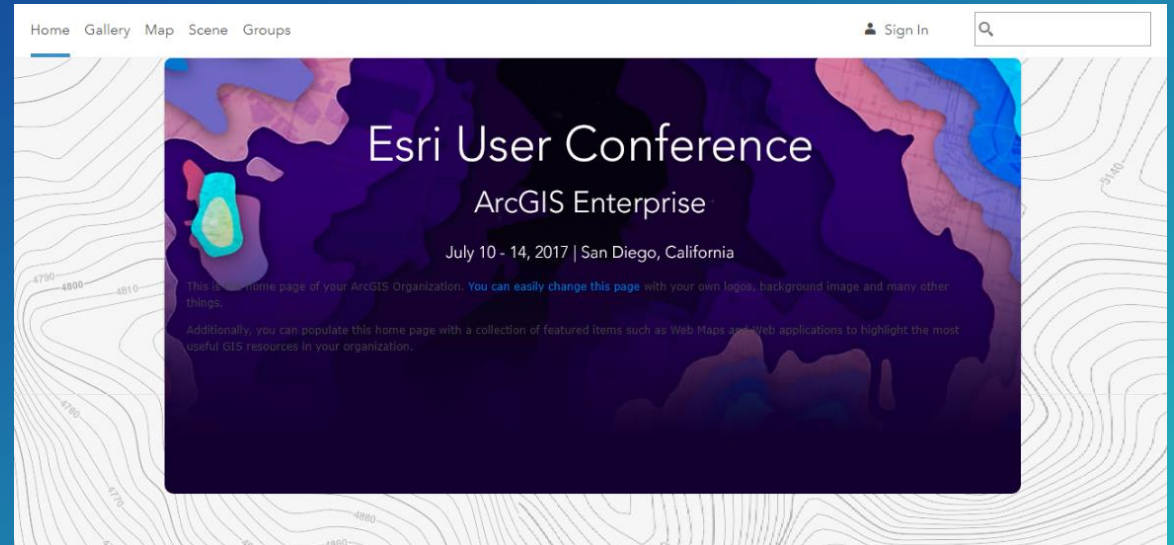 Home Gallery Map Scene Groups Sign In
Esri User Conference
ArcGIS Enterprise
July 10 - 14, 2017 | San Diego, California
This is the home page of your ArcGIS Organization. You can easily change this page with your own logos, background image and many other
things.
Additionally, you can populate this home page with a collection of featured items such as Web Maps and Web applications to highlight the most
useful GIS resources in your organization.
5140
4790
4800
4810
4780
4770
4880